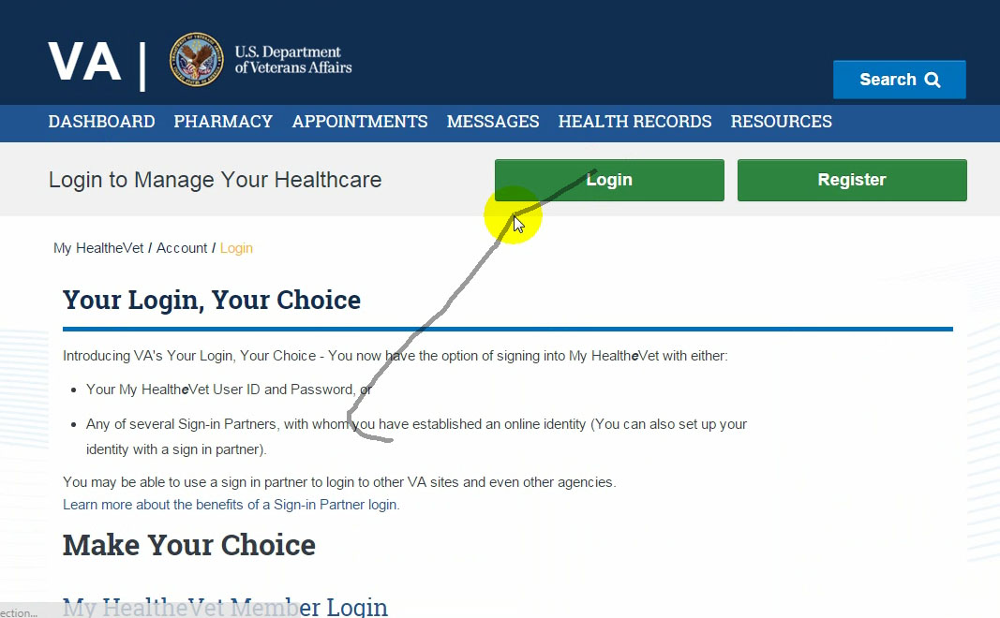 VA
U.S. Department
of Veterans Affairs
Search
DASHBOARD PHARMACY APPOINTMENTS MESSAGES HEALTH RECORDS RESOURCES
Login to Manage Your Healthcare
Login
Register
My HealtheVet / Account / Login
Your Login, Your Choice
Introducing VA's Your Login, Your Choice - You now have the option of signing into My HealtheVet with either:
• Your My HealtheVet User ID and Password, or
• Any of several Sign-in Partners, with whom you have established an online identity (You can also set up your
identity with a sign in partner).
You may be able to use a sign in partner to login to other VA sites and even other agencies.
Learn more about the benefits of a Sign-in Partner login.
Make Your Choice
My HealtheVet Member Login
ection...